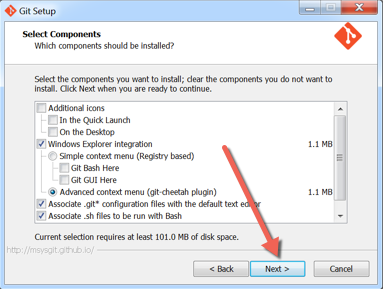 Git Setup
Select Components
Which components should be installed?
Select the components you want to install; clear the components you do not want to
install. Click Next when you are ready to continue.
Additional icons
In the Quick Launch
On the Desktop
Windows Explorer integration 1.1 MB
Simple context menu (Registry based)
Git Bash Here
Git GUI Here
Advanced context menu (git-cheetah plugin) 1.1 MB
Associate .git* configuration files with the default text editor
Associate .sh files to be run with Bash
Current selection requires at least 101.0 MB of disk space.
http://msysgit.github.io/
< Back Next > Cancel